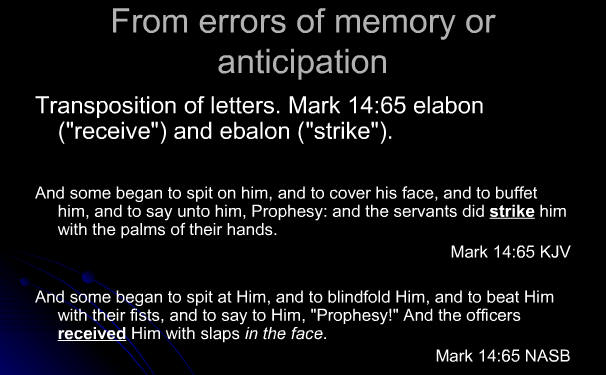 From errors of memory or
anticipation
Transposition of letters. Mark 14:65 elabon
("receive") and ebalon ("strike").
And some began to spit on him, and to cover his face, and to buffet
him, and to say unto him, Prophesy: and the servants did strike him
with the palms of their hands.
Mark 14:65 KJV
And some began to spit at Him, and to blindfold Him, and to beat Him
with their fists, and to say to Him, "Prophesy!" And the officers
received Him with slaps in the face.
Mark 14:65 NASB